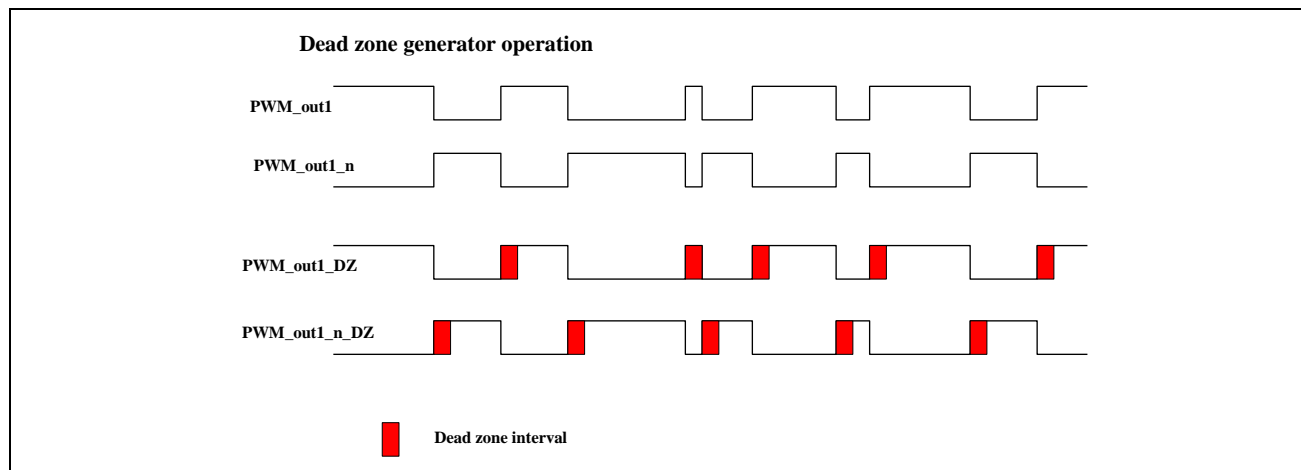 Dead zone generator operation
PWM_out1
PWM_out1_n
PWM_out1_DZ
PWM_out1_n_DZ
Dead zone interval